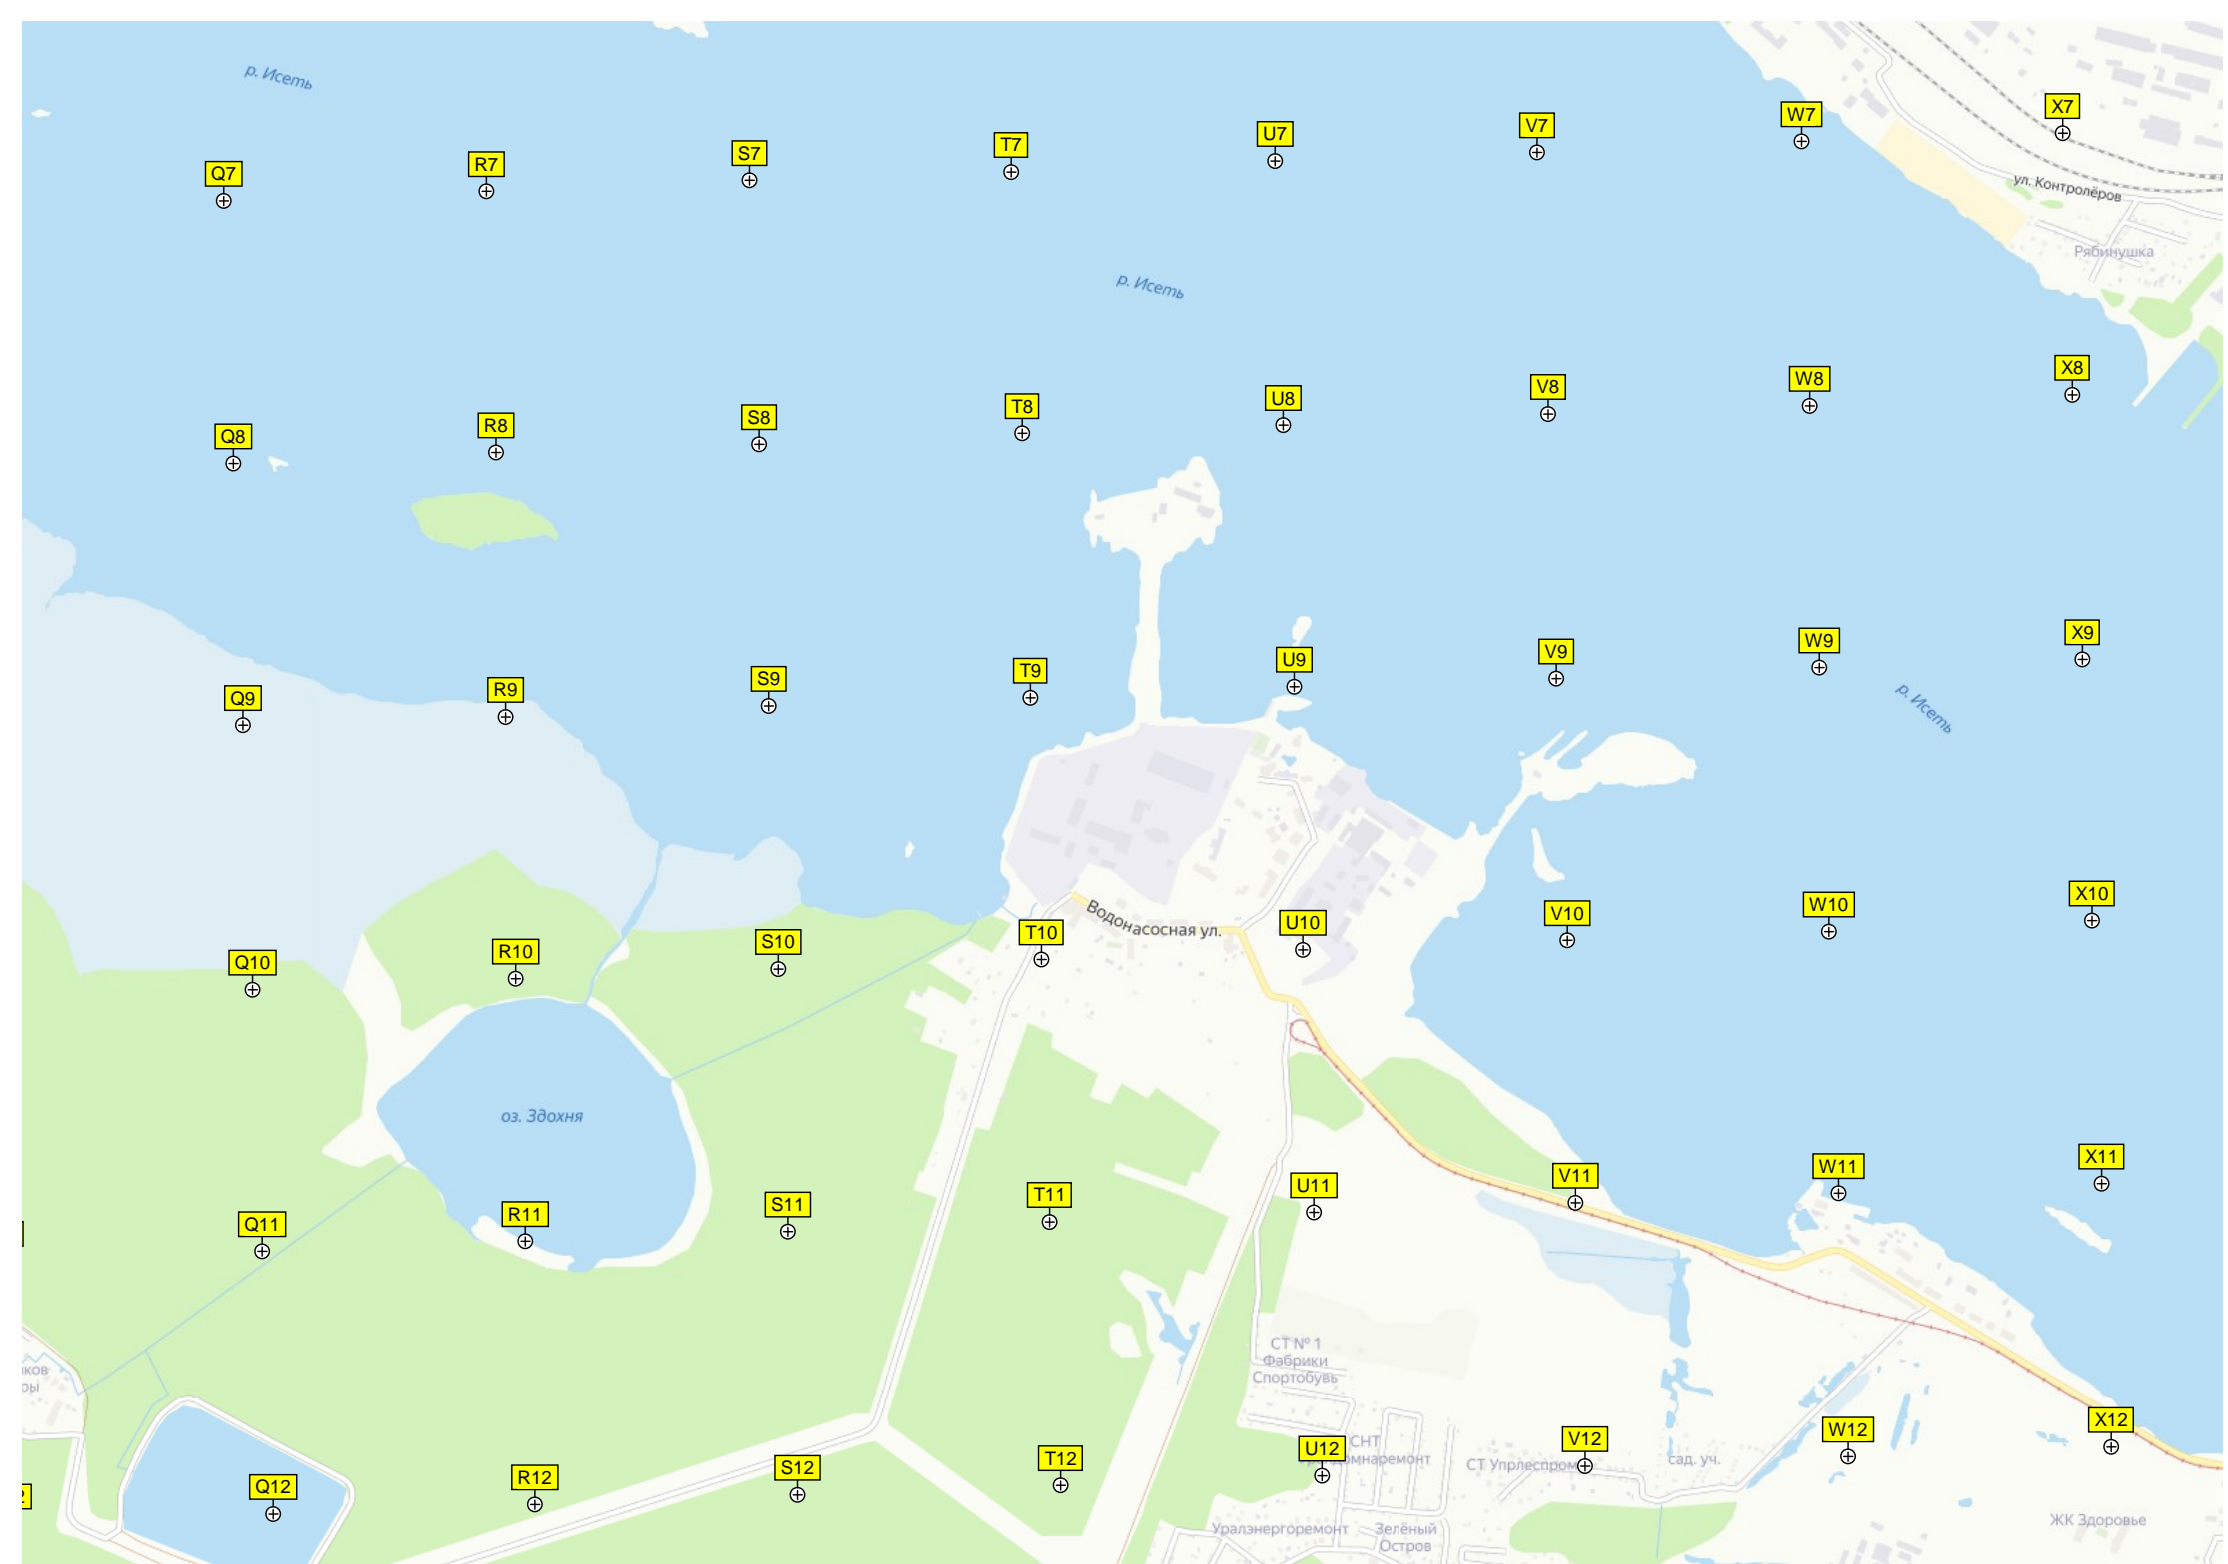 р. Исеть
Q7
R7
S7
T7
U7
V7
W7
X7
ул. Контролёров
Рябинушка
р. Исеть
Q8
R8
S8
T8
U8
V8
W8
X8
Q9
R9
S9
T9
U9
V9
W9
X9
р. Исеть
Q10
R10
S10
T10
Водонасосная ул.
U10
V10
W10
X10
оз. Здохня
Q11
R11
S11
T11
U11
V11
W11
X11
СТ № 1
Фабрики
Спортобувь
Q12
R12
S12
T12
U12
СНТ
V12
СТ Упрлеспром
сад. уч.
W12
X12
Уралэнергоремонт
Зелёный
Остров
ЖК Здоровье